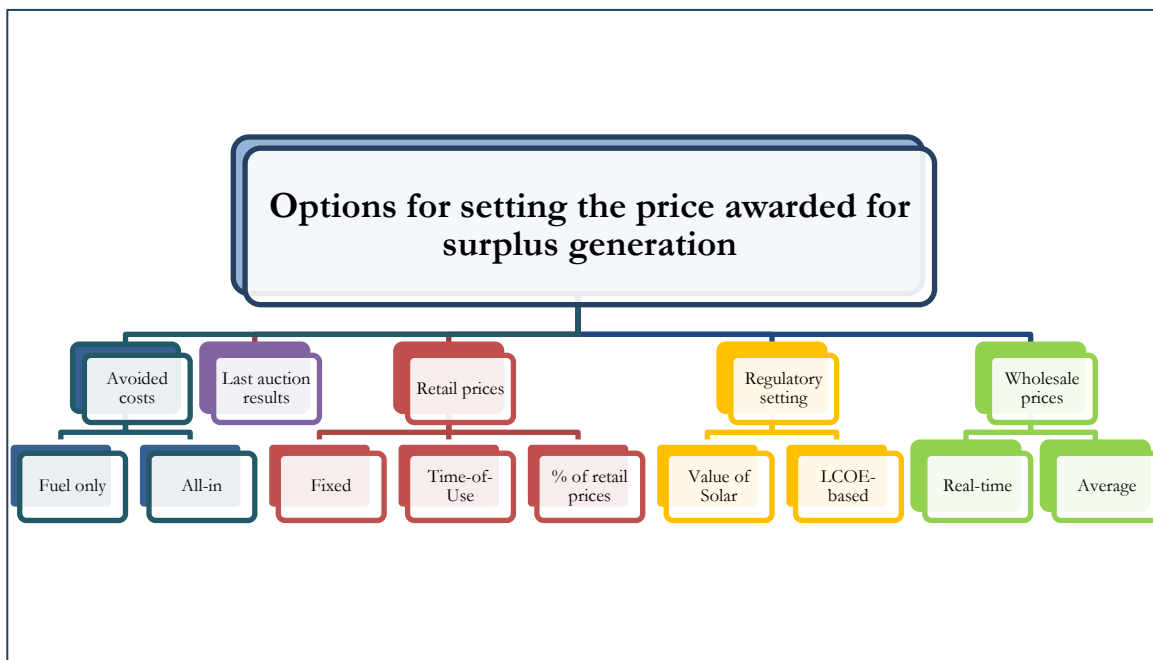 Options for setting the price awarded for
surplus generation
Avoided
costs
Last auction
results
Retail prices
Regulatory
setting
Wholesale
prices
Fuel only
All-in
Fixed
Time-of-
Use
% of retail
prices
Value of
Solar
LCOE-
based
Real-time
Average